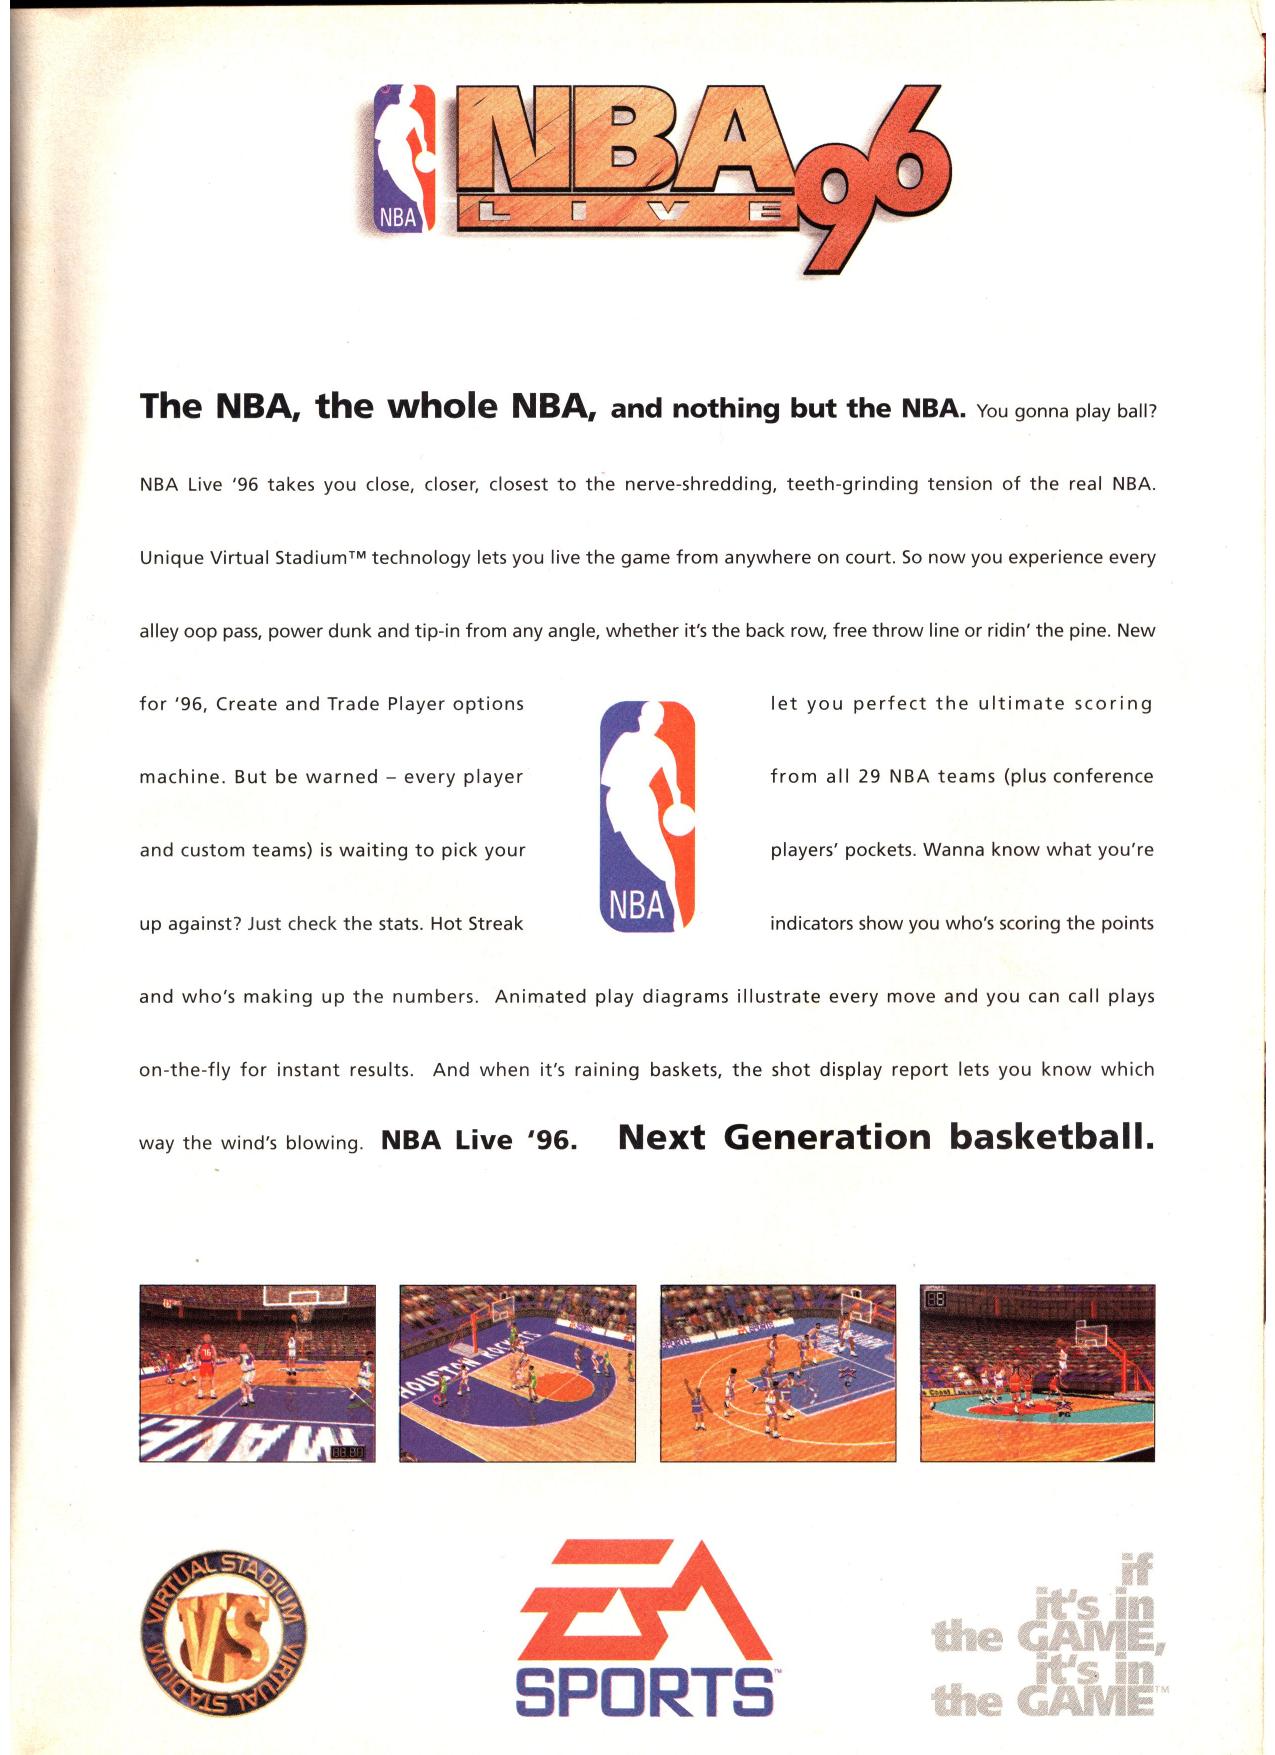 NBA
NBA
LIVE
96
The NBA, the whole NBA, and nothing but the NBA. You gonna play ball?
NBA Live '96 takes you close, closer, closest to the nerve-shredding, teeth-grinding tension of the real NBA.
Unique Virtual Stadium™ technology lets you live the game from anywhere on court. So now you experience every
alley oop pass, power dunk and tip-in from any angle, whether it's the back row, free throw line or ridin' the pine. New
for '96, Create and Trade Player options let you perfect the ultimate scoring
machine. But be warned – every player from all 29 NBA teams (plus conference
and custom teams) is waiting to pick your players' pockets. Wanna know what you're
up against? Just check the stats. Hot Streak indicators show you who's scoring the points
NBA
and who's making up the numbers. Animated play diagrams illustrate every move and you can call plays
on-the-fly for instant results. And when it's raining baskets, the shot display report lets you know which
way the wind's blowing. NBA Live '96. Next Generation basketball.
HOUSTON ROCKETS
PG
VIRTUAL STADIUM VIRTUAL STADIUM
VS
EA
SPORTS™
if
it's in
the GAME,
it's in
the GAME™